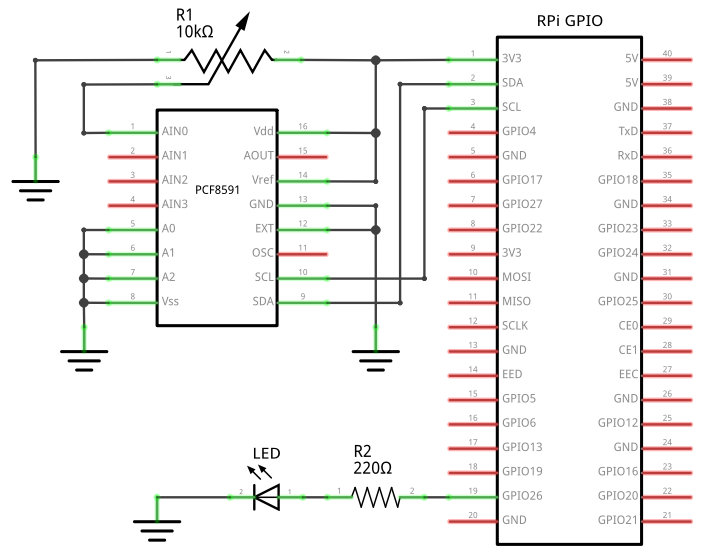 R1
10kΩ
1
2
3
PCF8591
1 AIN0
2 AIN1
3 AIN2
4 AIN3
5 A0
6 A1
7 A2
8 Vss
Vdd 16
AOUT 15
Vref 14
GND 13
EXT 12
OSC 11
SCL 10
SDA 9
RPi GPIO
1 3V3
2 SDA
3 SCL
4 GPIO4
5 GND
6 GPIO17
7 GPIO27
8 GPIO22
9 3V3
10 MOSI
11 MISO
12 SCLK
13 GND
14 EED
15 GPIO5
16 GPIO6
17 GPIO13
18 GPIO19
19 GPIO26
20 GND
5V 40
5V 39
GND 38
TxD 37
RxD 36
GPIO18 35
GND 34
GPIO23 33
GPIO24 32
GND 31
GPIO25 30
CE0 29
CE1 28
EEC 27
GND 26
GPIO12 25
GND 24
GPIO16 23
GPIO20 22
GPIO21 21
LED
2 1
R2
220Ω
1 2